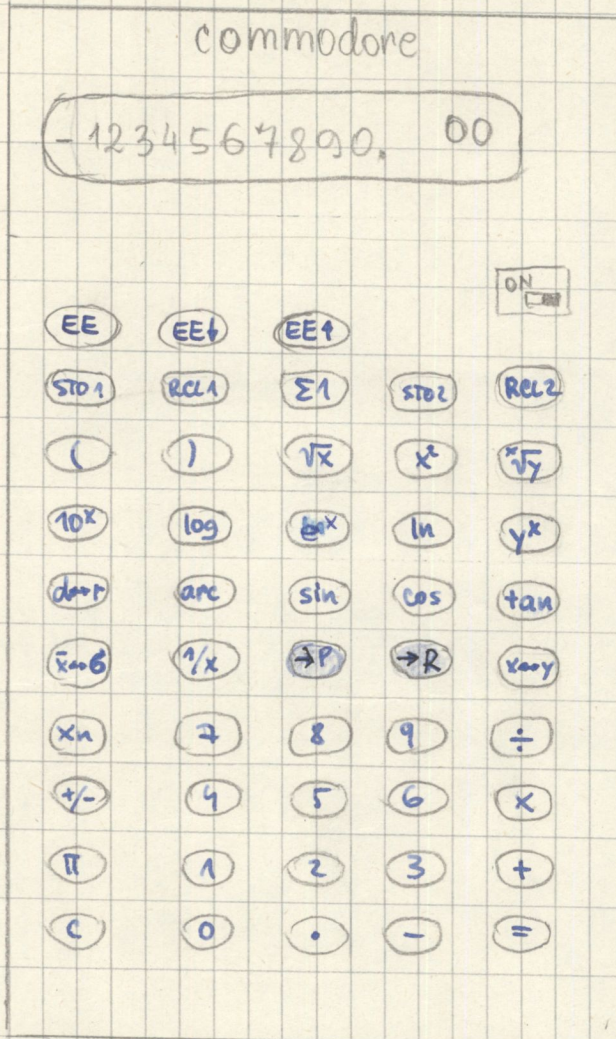 commodore
-1234567890. 00
ON
EE EE↓ EE↑
STO1 RCL1 Σ1 STO2 RCL2
( ) √x x² ˣ√y
10ˣ log eˣ ln yˣ
d↔r arc sin cos tan
x̄↔σ 1/x →P →R x↔y
xn 7 8 9 ÷
+/- 4 5 6 ×
π 1 2 3 +
C 0 . - =